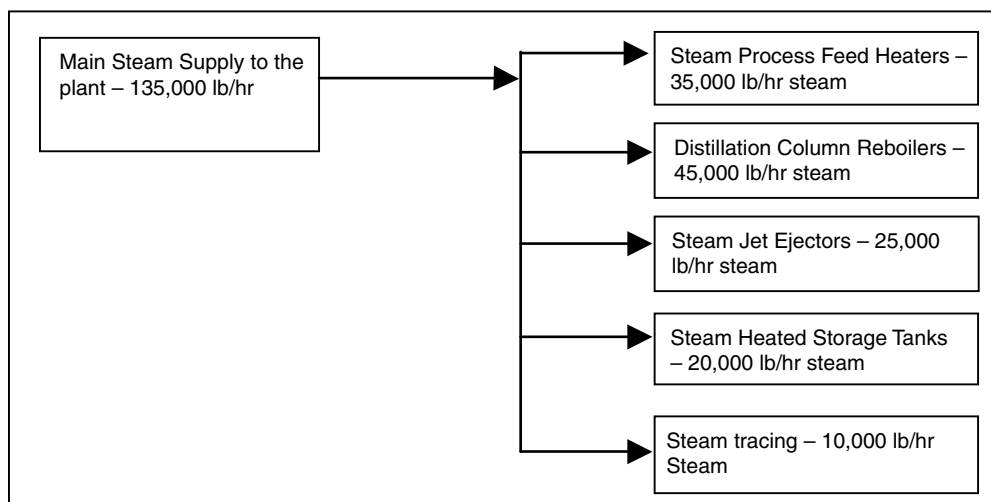 Main Steam Supply to the
plant – 135,000 lb/hr
Steam Process Feed Heaters –
35,000 lb/hr steam
Distillation Column Reboilers –
45,000 lb/hr steam
Steam Jet Ejectors – 25,000
lb/hr steam
Steam Heated Storage Tanks
– 20,000 lb/hr steam
Steam tracing – 10,000 lb/hr
Steam